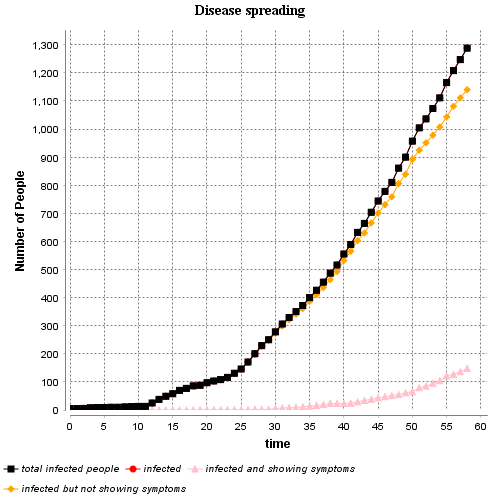 Disease spreading
1,300
1,200
1,100
1,000
900
800
700
600
500
400
300
200
100
0
Number of People
0 5 10 15 20 25 30 35 40 45 50 55 60
time
total infected people infected infected and showing symptoms
infected but not showing symptoms